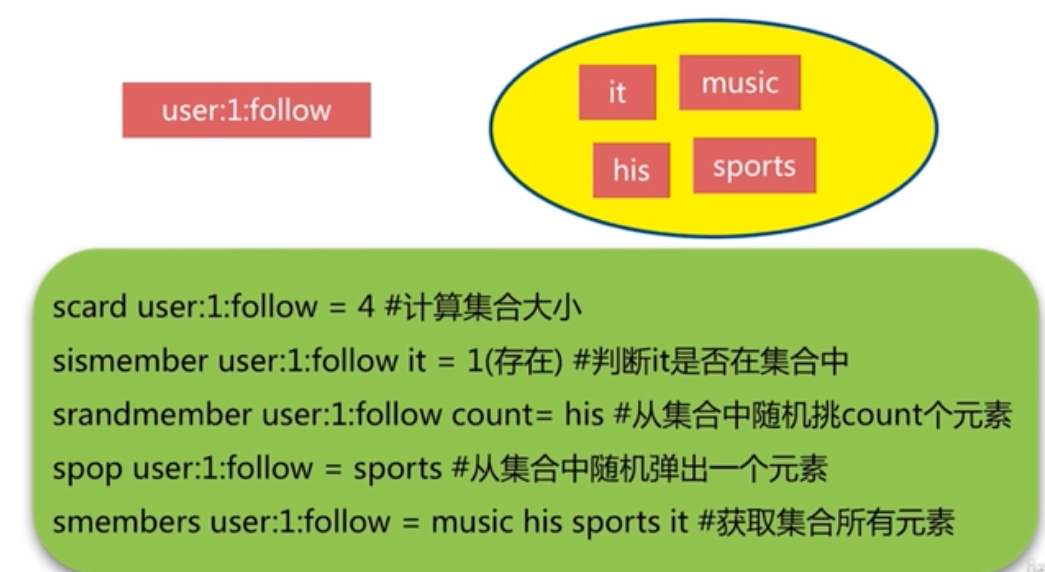 user:1:follow
it
music
his
sports
scard user:1:follow = 4 #计算集合大小
sismember user:1:follow it = 1(存在) #判断it是否在集合中
srandmember user:1:follow count= his #从集合中随机挑count个元素
spop user:1:follow = sports #从集合中随机弹出一个元素
smembers user:1:follow = music his sports it #获取集合所有元素